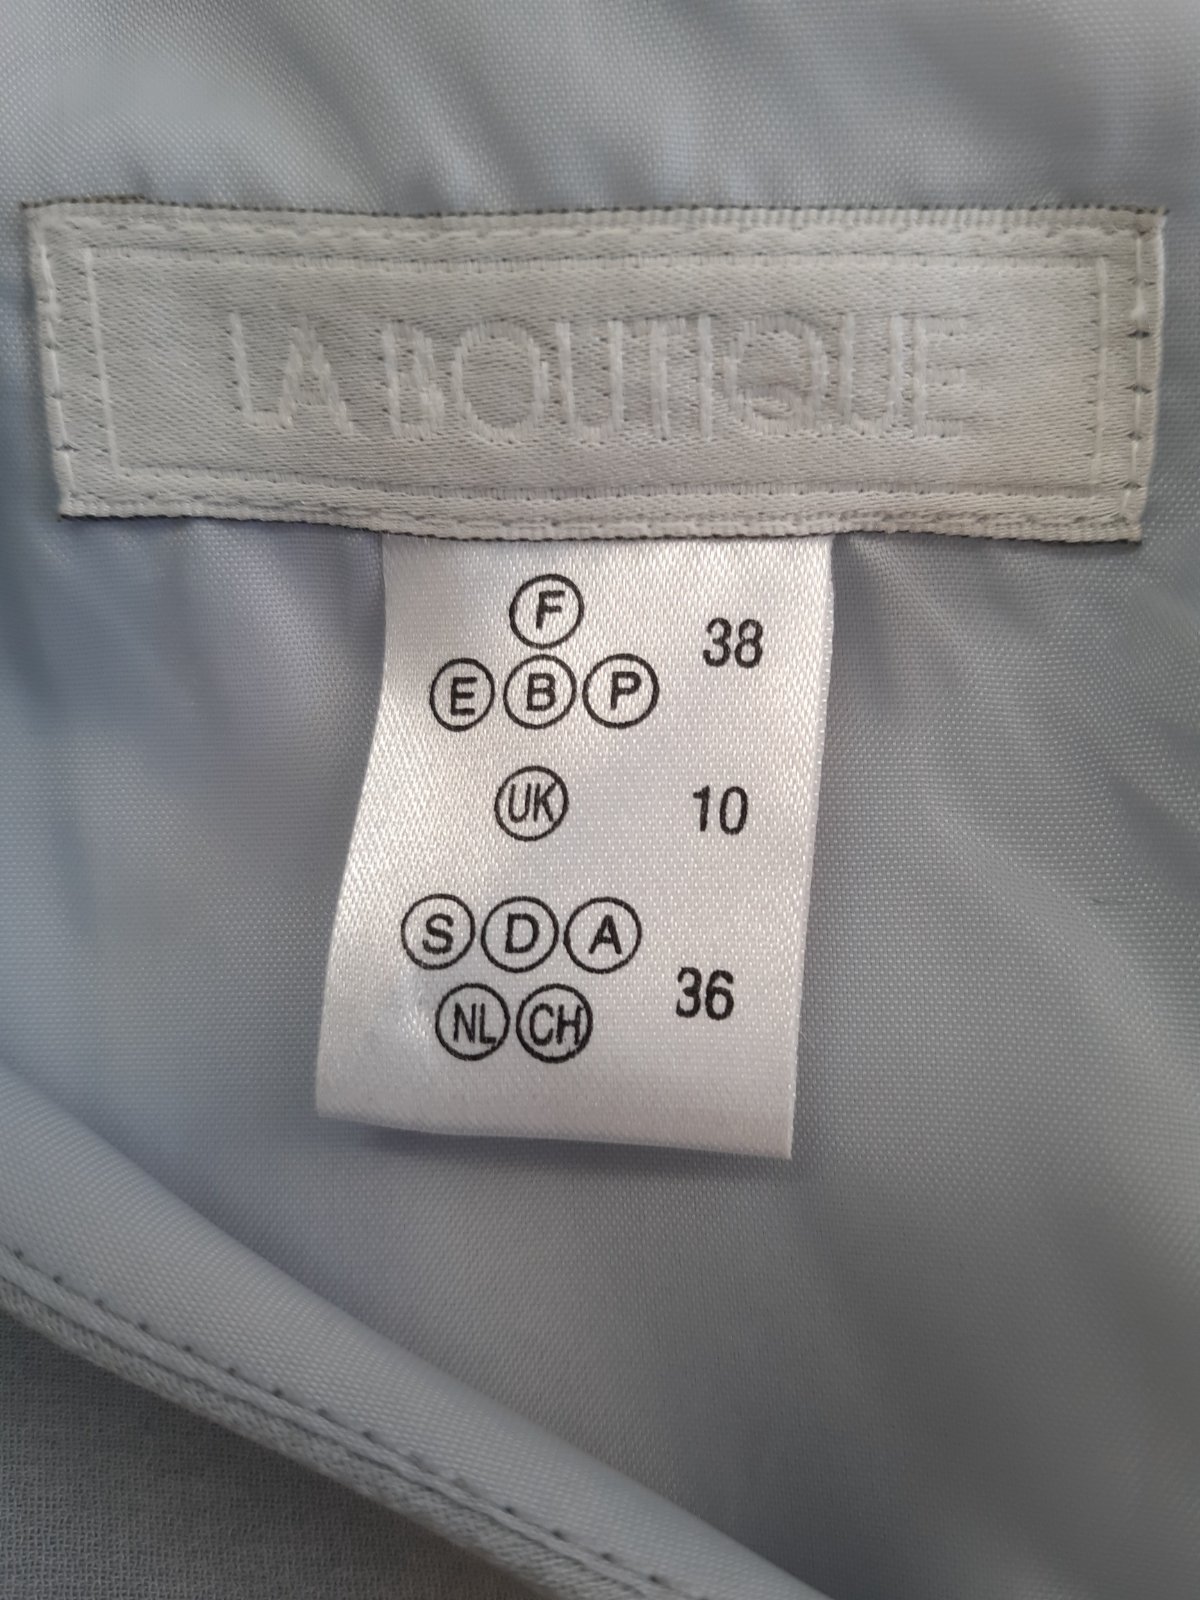 LA BOUTIQUE
F
38
E B P
UK 10
S D A
36
NL CH